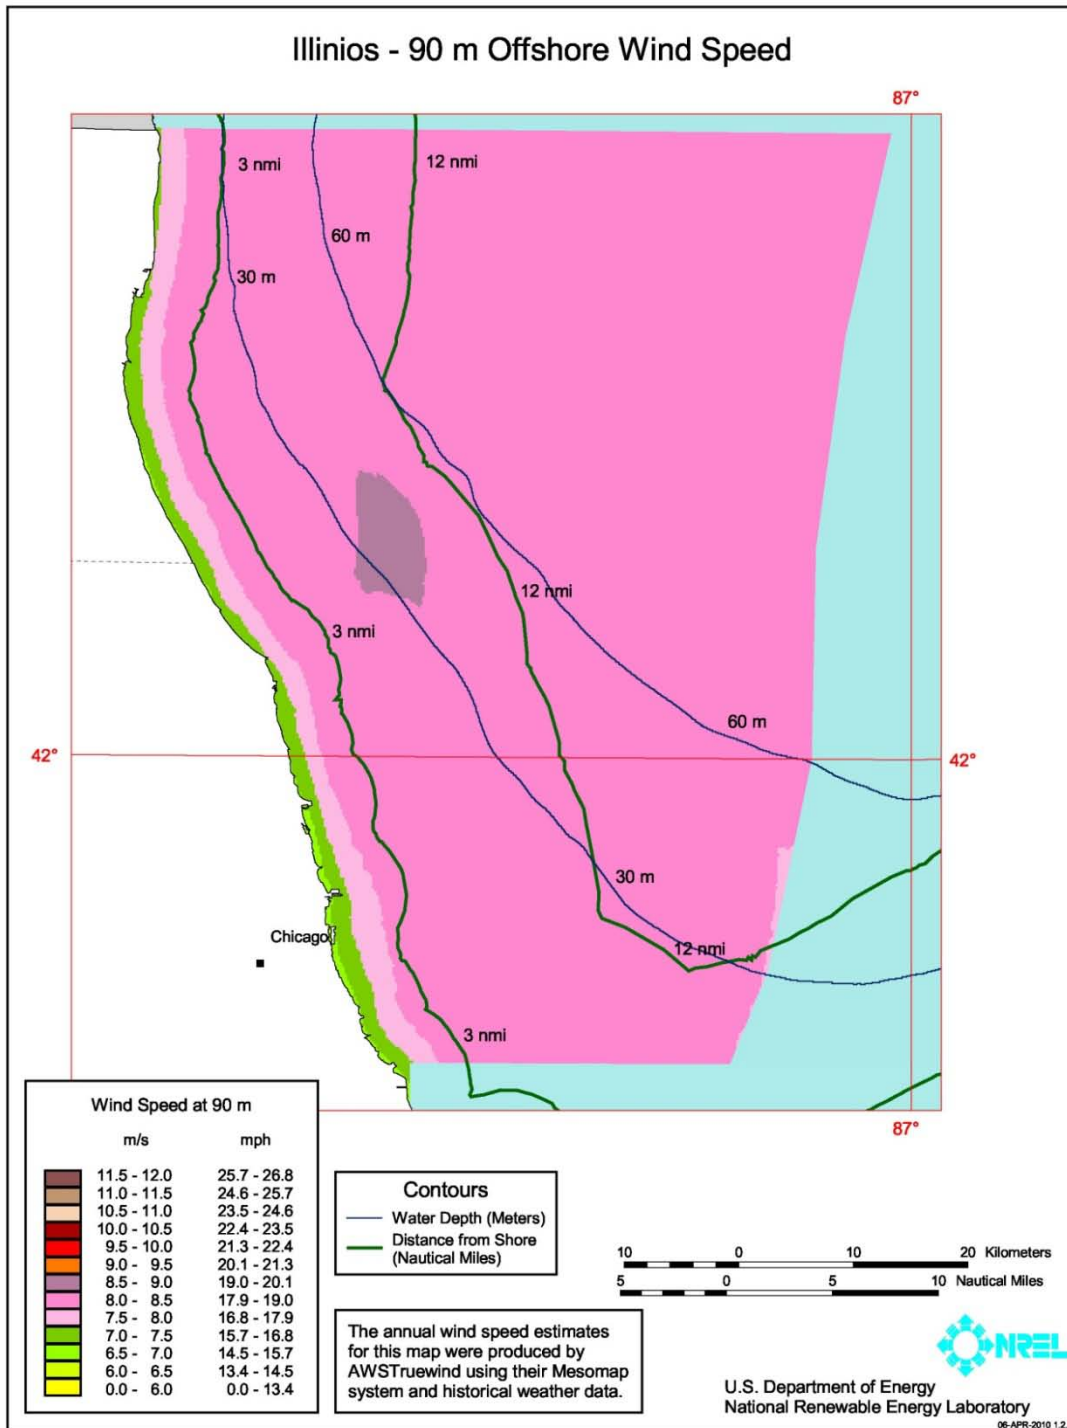 Illinios - 90 m Offshore Wind Speed
87°
3 nmi
12 nmi
60 m
30 m
12 nmi
3 nmi
60 m
42°
42°
30 m
Chicago
12 nmi
3 nmi
87°
Wind Speed at 90 m
m/s mph
11.5 - 12.0 25.7 - 26.8
11.0 - 11.5 24.6 - 25.7
10.5 - 11.0 23.5 - 24.6
10.0 - 10.5 22.4 - 23.5
9.5 - 10.0 21.3 - 22.4
9.0 - 9.5 20.1 - 21.3
8.5 - 9.0 19.0 - 20.1
8.0 - 8.5 17.9 - 19.0
7.5 - 8.0 16.8 - 17.9
7.0 - 7.5 15.7 - 16.8
6.5 - 7.0 14.5 - 15.7
6.0 - 6.5 13.4 - 14.5
0.0 - 6.0 0.0 - 13.4
Contours
Water Depth (Meters)
Distance from Shore
(Nautical Miles)
10 0 10 20 Kilometers
5 0 5 10 Nautical Miles
The annual wind speed estimates
for this map were produced by
AWSTruewind using their Mesomap
system and historical weather data.
NREL
U.S. Department of Energy
National Renewable Energy Laboratory
06-APR-2010 1.2.